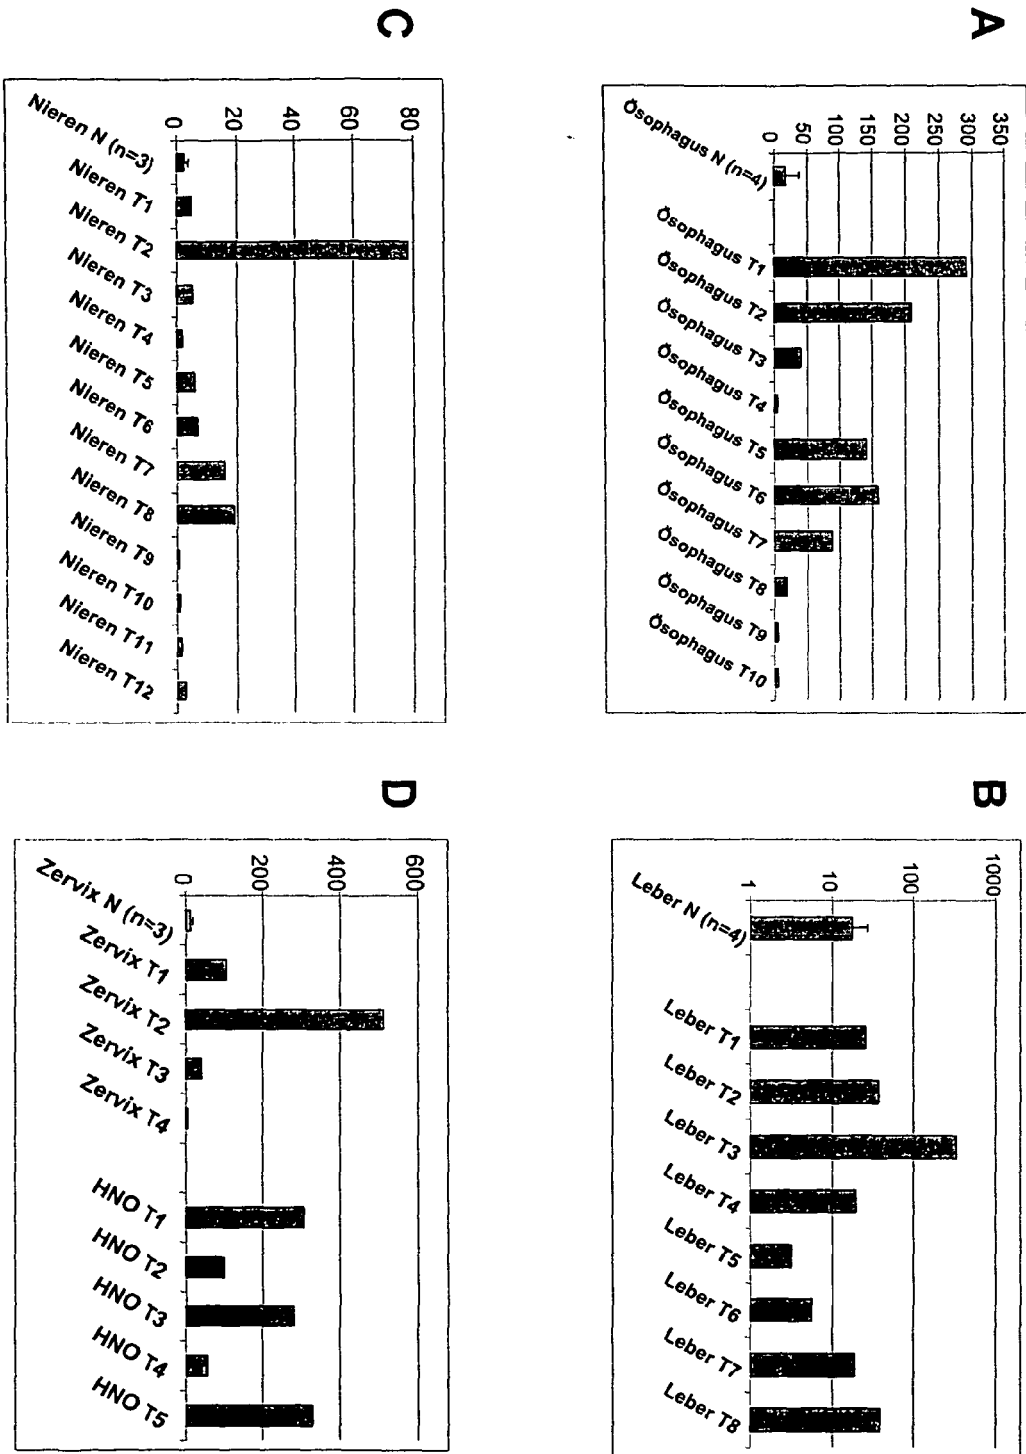 A
350
300
250
200
150
100
50
0
Ösophagus N (n=4)
Ösophagus T1
Ösophagus T2
Ösophagus T3
Ösophagus T4
Ösophagus T5
Ösophagus T6
Ösophagus T7
Ösophagus T8
Ösophagus T9
Ösophagus T10
B
1000
100
10
1
Leber N (n=4)
Leber T1
Leber T2
Leber T3
Leber T4
Leber T5
Leber T6
Leber T7
Leber T8
C
80
60
40
20
0
Nieren N (n=3)
Nieren T1
Nieren T2
Nieren T3
Nieren T4
Nieren T5
Nieren T6
Nieren T7
Nieren T8
Nieren T9
Nieren T10
Nieren T11
Nieren T12
D
600
400
200
0
Zervix N (n=3)
Zervix T1
Zervix T2
Zervix T3
Zervix T4
HNO T1
HNO T2
HNO T3
HNO T4
HNO T5